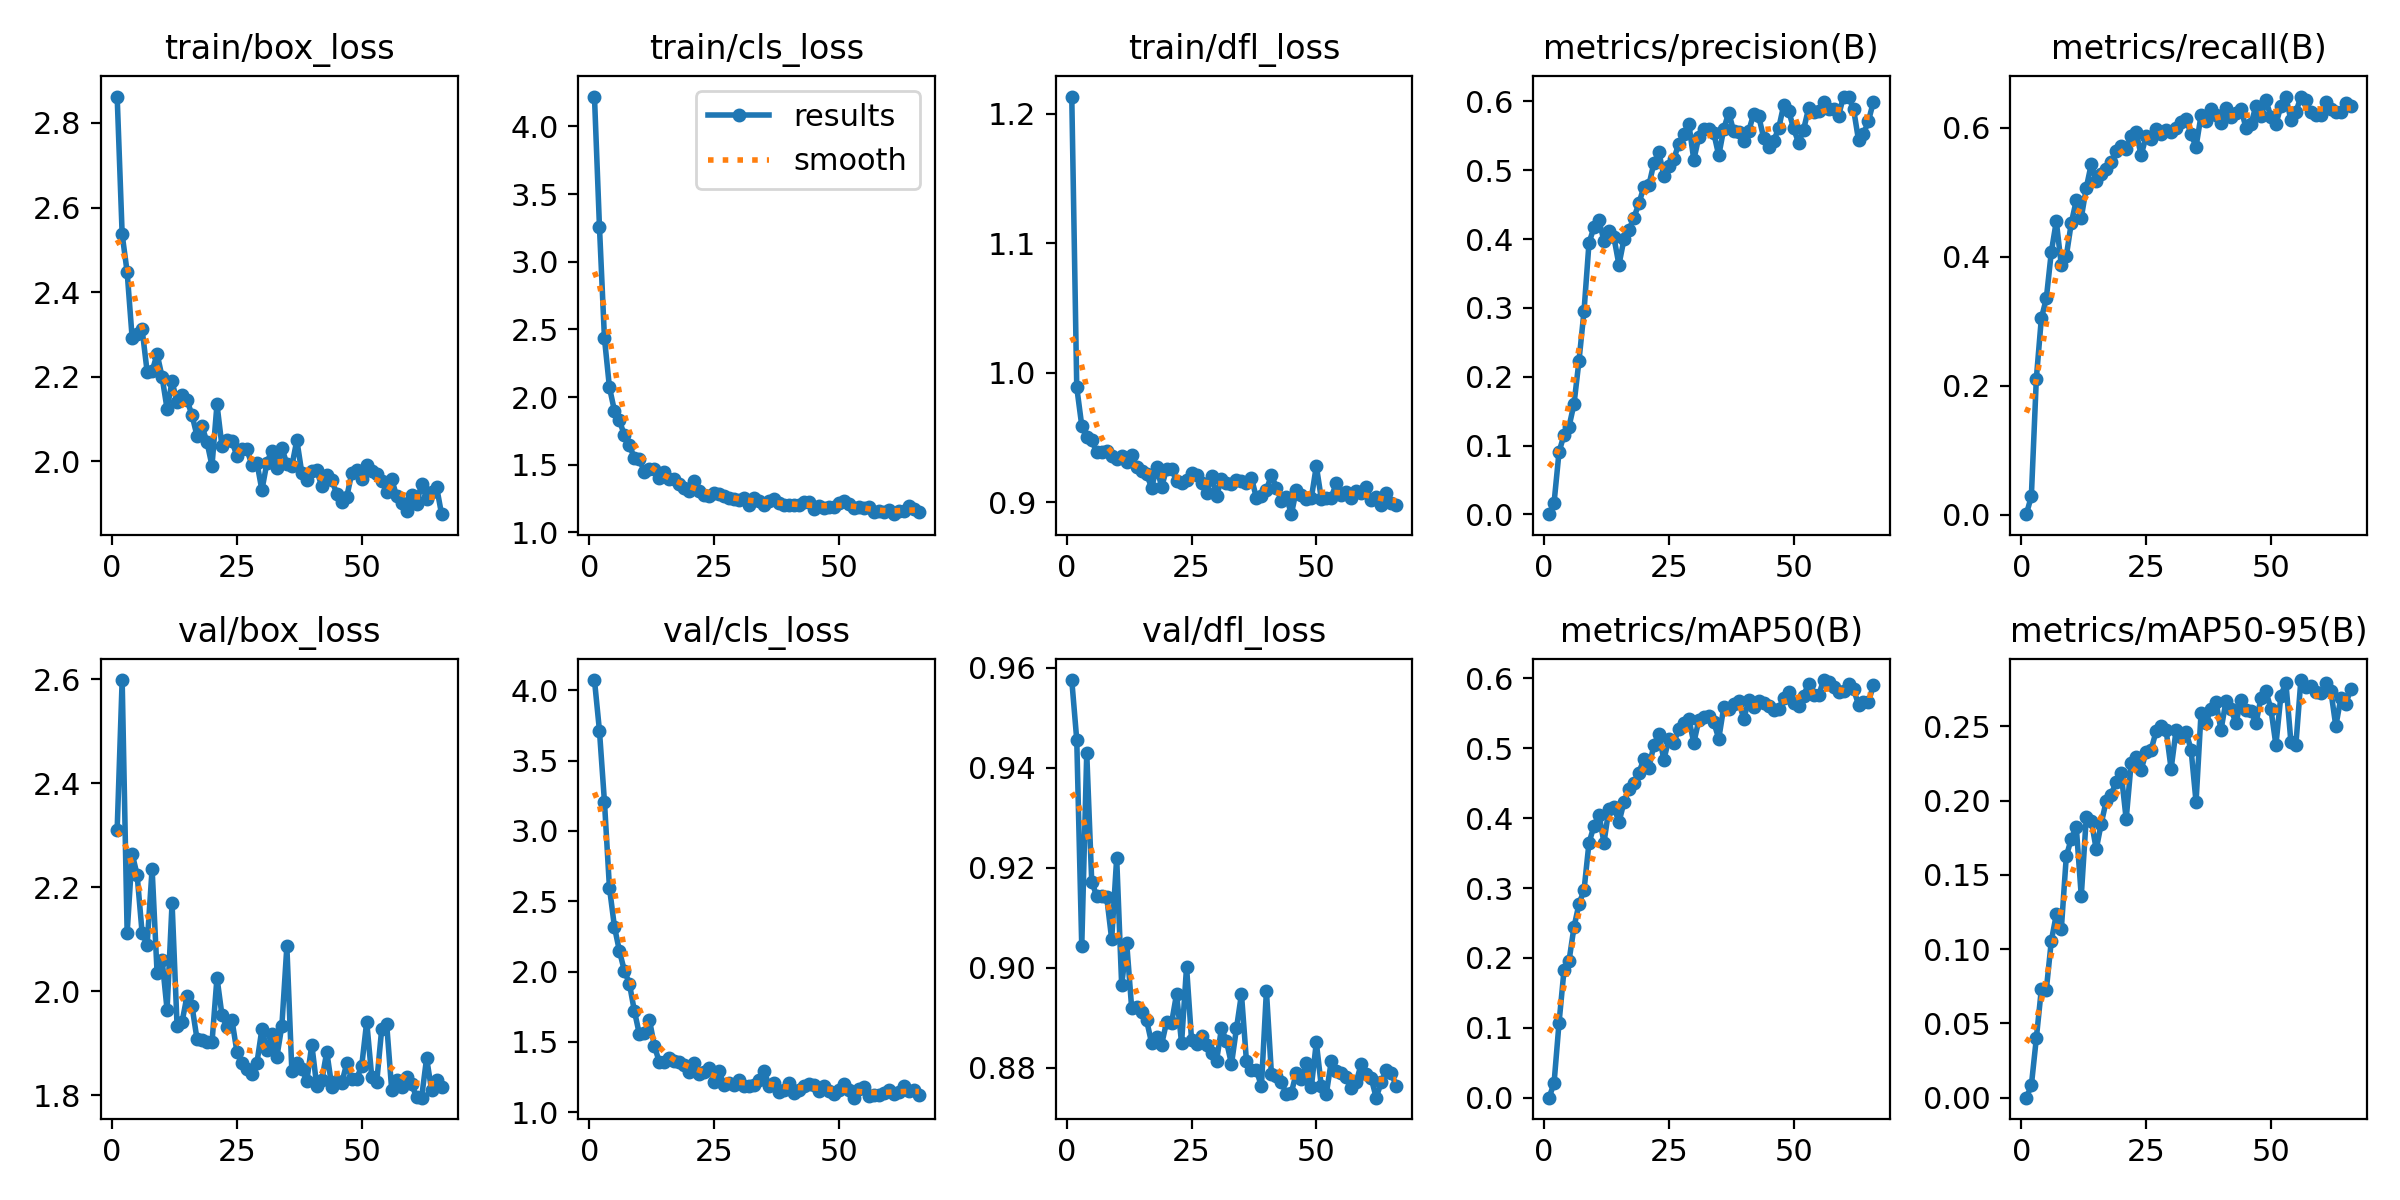 train/box_loss
2.8
2.6
2.4
2.2
2.0
0 25 50
train/cls_loss
results
smooth
4.0
3.5
3.0
2.5
2.0
1.5
1.0
0 25 50
train/dfl_loss
1.2
1.1
1.0
0.9
0 25 50
metrics/precision(B)
0.6
0.5
0.4
0.3
0.2
0.1
0.0
0 25 50
metrics/recall(B)
0.6
0.4
0.2
0.0
0 25 50
val/box_loss
2.6
2.4
2.2
2.0
1.8
0 25 50
val/cls_loss
4.0
3.5
3.0
2.5
2.0
1.5
1.0
0 25 50
val/dfl_loss
0.96
0.94
0.92
0.90
0.88
0 25 50
metrics/mAP50(B)
0.6
0.5
0.4
0.3
0.2
0.1
0.0
0 25 50
metrics/mAP50-95(B)
0.25
0.20
0.15
0.10
0.05
0.00
0 25 50